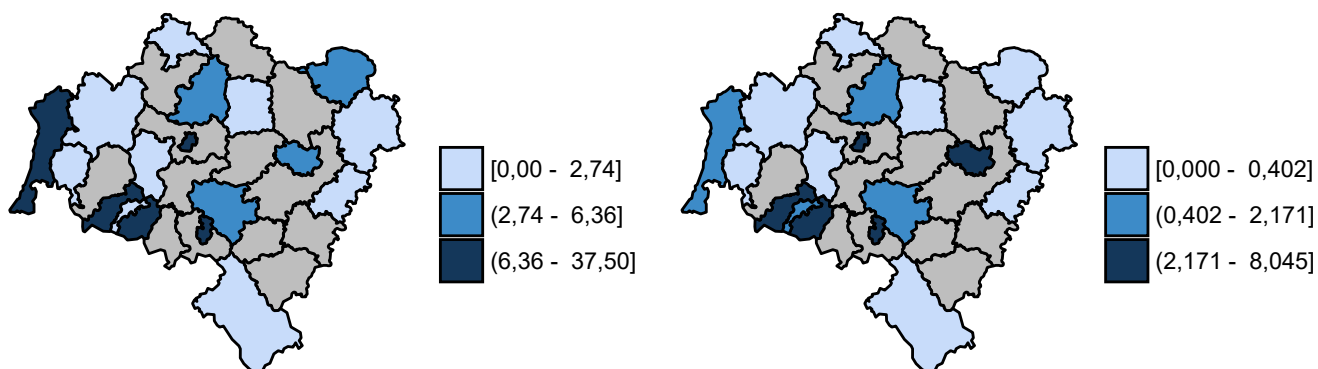 [0,00 - 2,74]
(2,74 - 6,36]
(6,36 - 37,50]
[0,000 - 0,402]
(0,402 - 2,171]
(2,171 - 8,045]